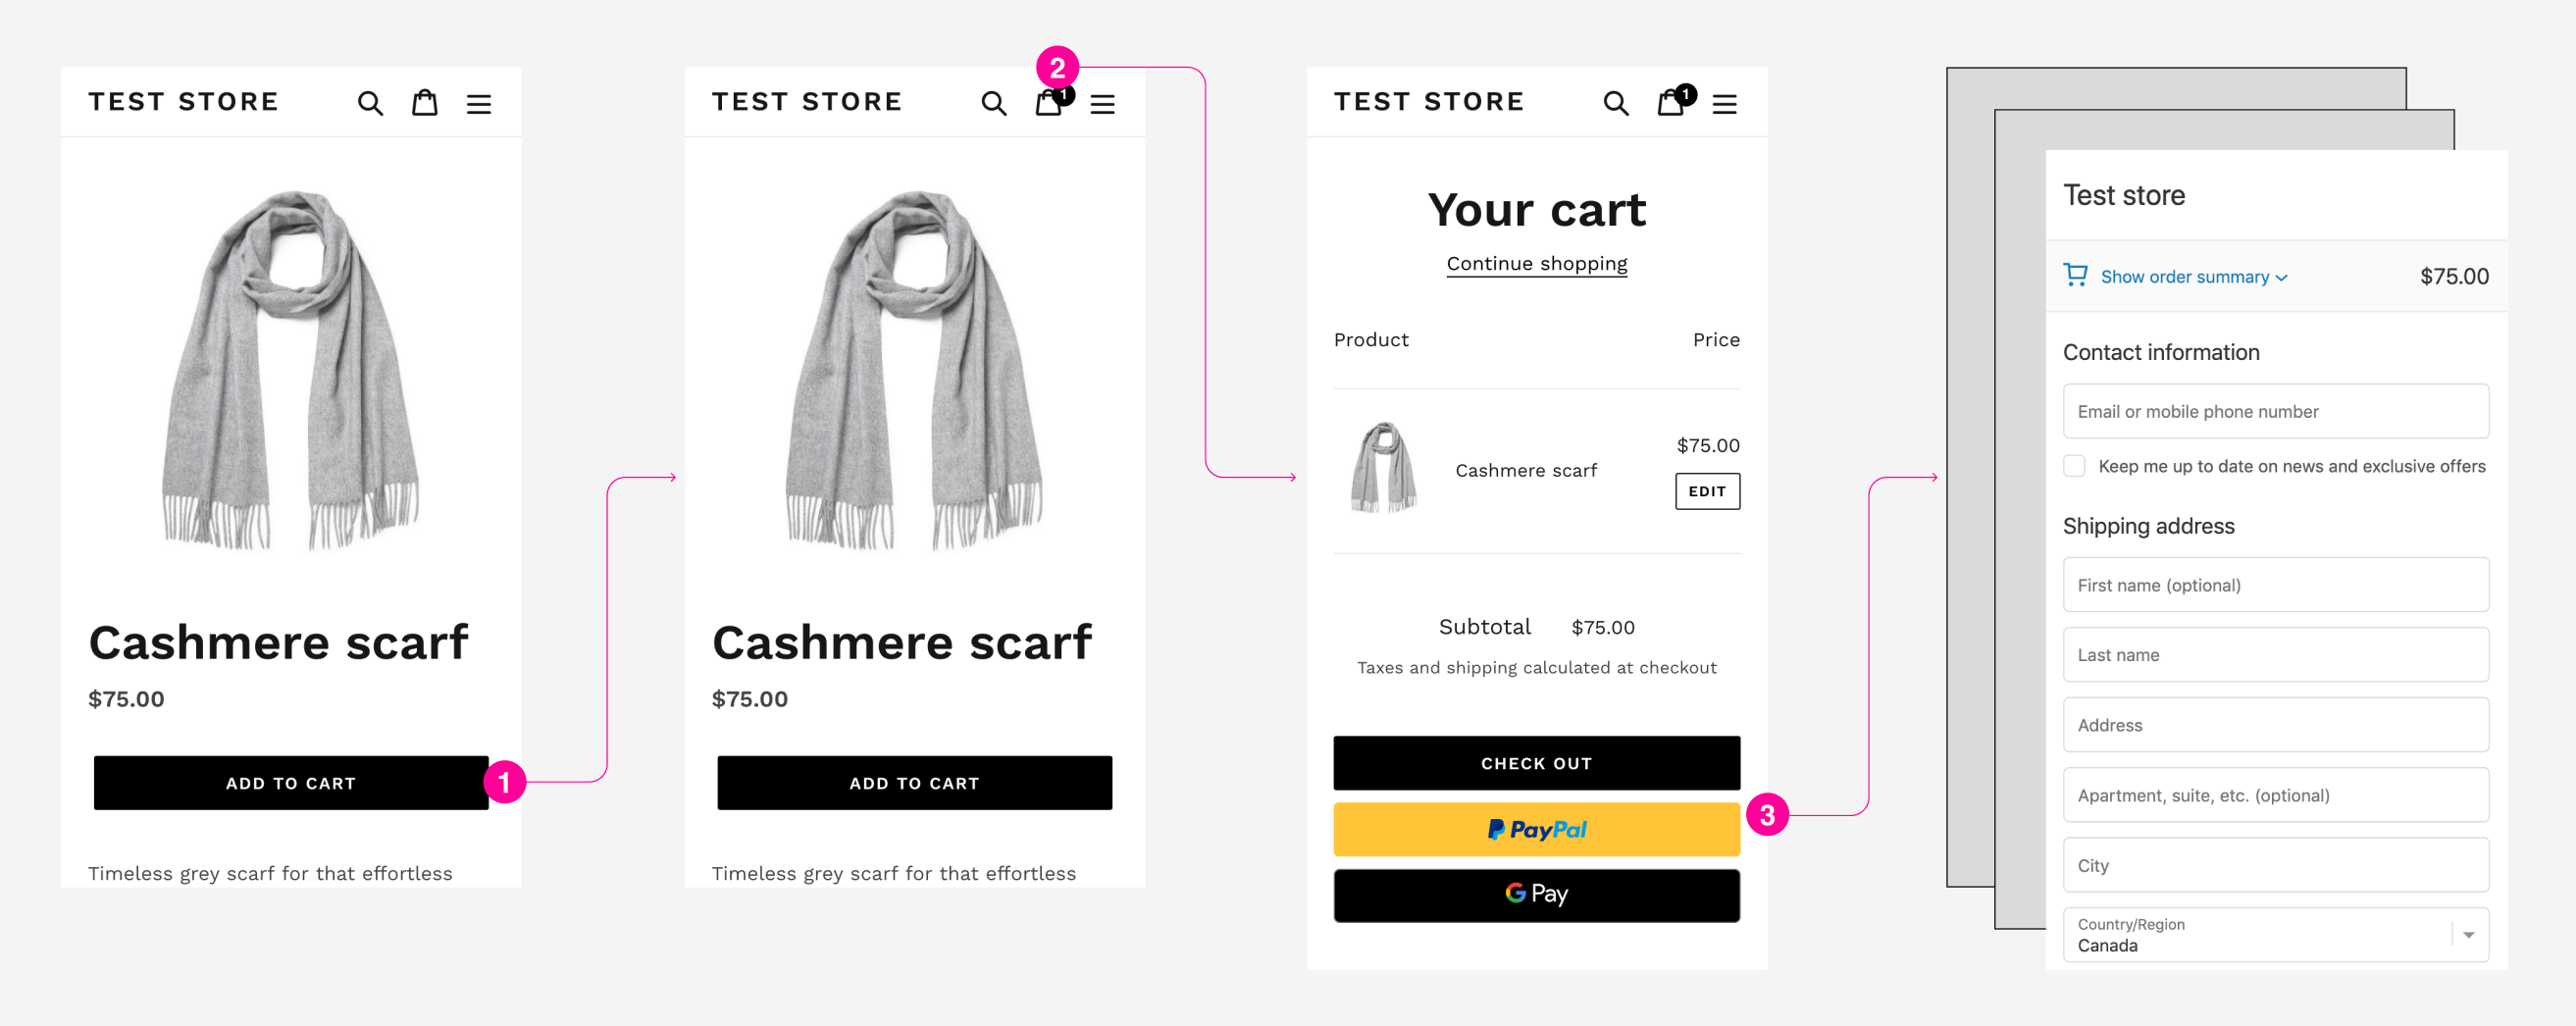 TEST STORE
Cashmere scarf
$75.00
ADD TO CART
1
Timeless grey scarf for that effortless
2
TEST STORE
1
Cashmere scarf
$75.00
ADD TO CART
Timeless grey scarf for that effortless
TEST STORE
1
Your cart
Continue shopping
Product Price
Cashmere scarf
$75.00
EDIT
Subtotal $75.00
Taxes and shipping calculated at checkout
CHECK OUT
PayPal
G Pay
3
Test store
Show order summary $75.00
Contact information
Email or mobile phone number
Keep me up to date on news and exclusive offers
Shipping address
First name (optional)
Last name
Address
Apartment, suite, etc. (optional)
City
Country/Region
Canada